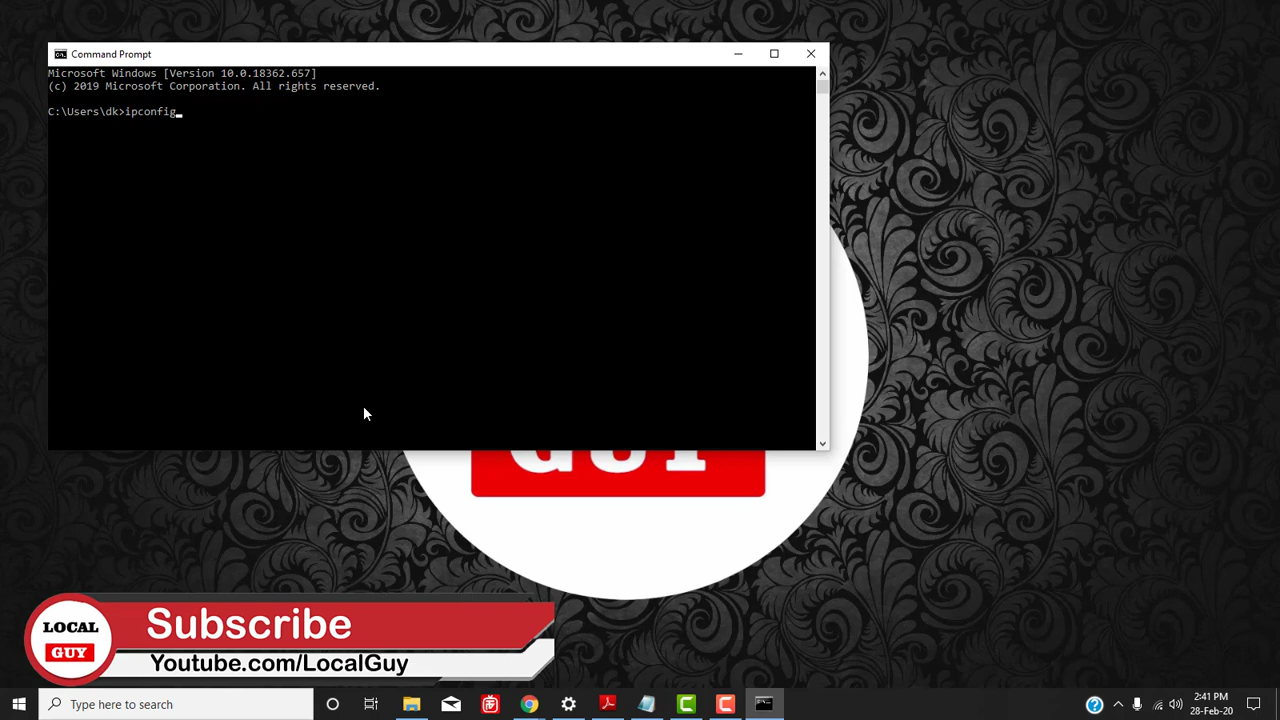 Command Prompt
Microsoft Windows [Version 10.0.18362.657]
(c) 2019 Microsoft Corporation. All rights reserved.
C:\Users\dk>ipconfig
GUY
LOCAL
GUY
Subscribe
Youtube.com/LocalGuy
Type here to search
2:41 PM
28-Feb-20